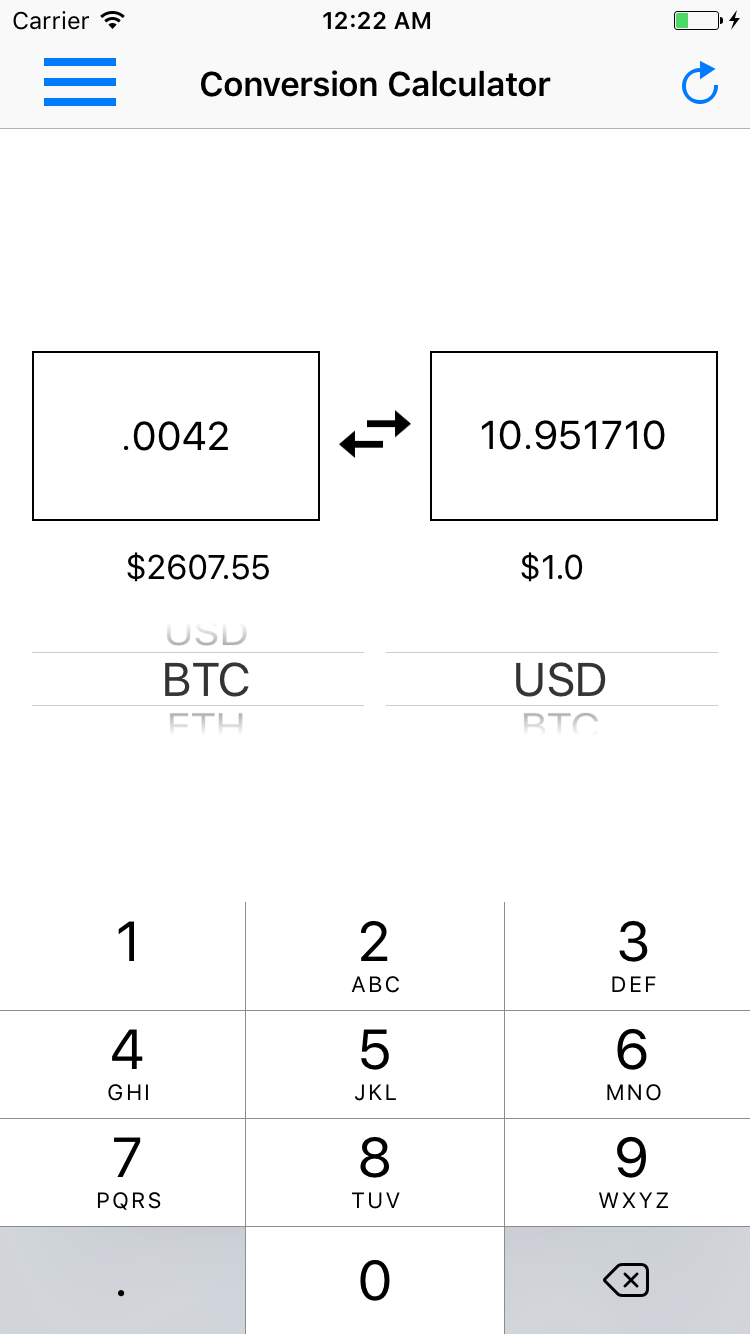 Carrier 12:22 AM
Conversion Calculator
.0042 10.951710
$2607.55 $1.0
USD
BTC USD
ETH BTC
1 2 3
ABC DEF
4 5 6
GHI JKL MNO
7 8 9
PQRS TUV WXYZ
. 0